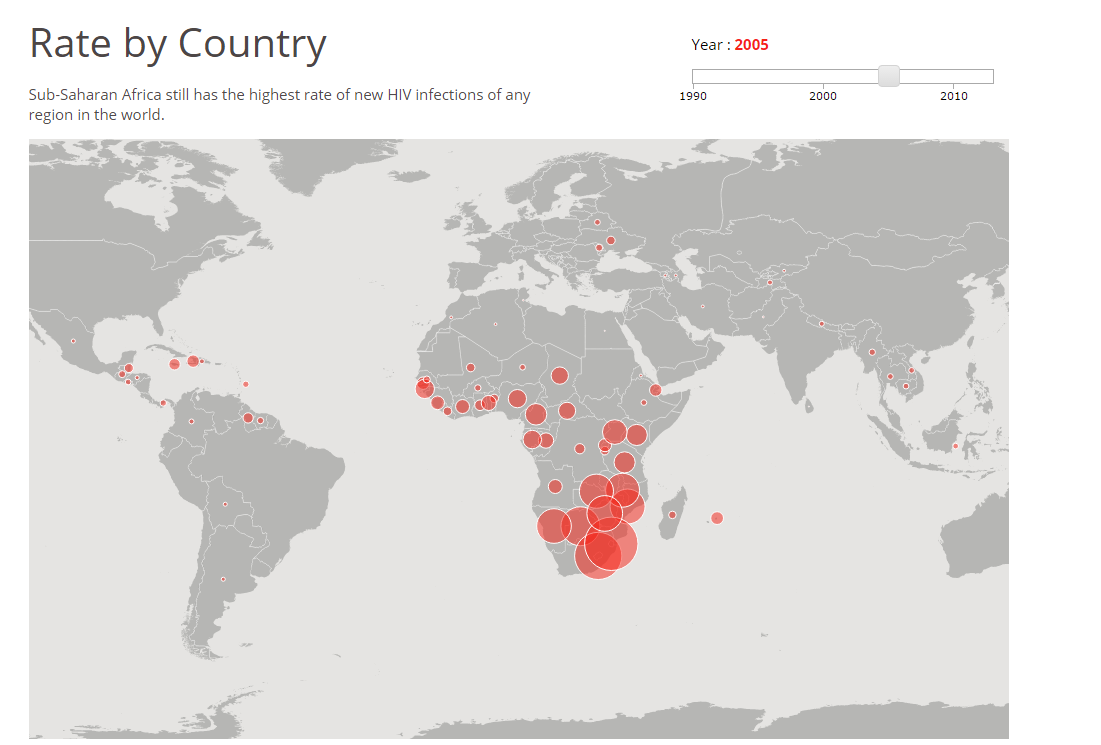 Rate by Country
Year : 2005
Sub-Saharan Africa still has the highest rate of new HIV infections of any
region in the world.
1990
2000
2010